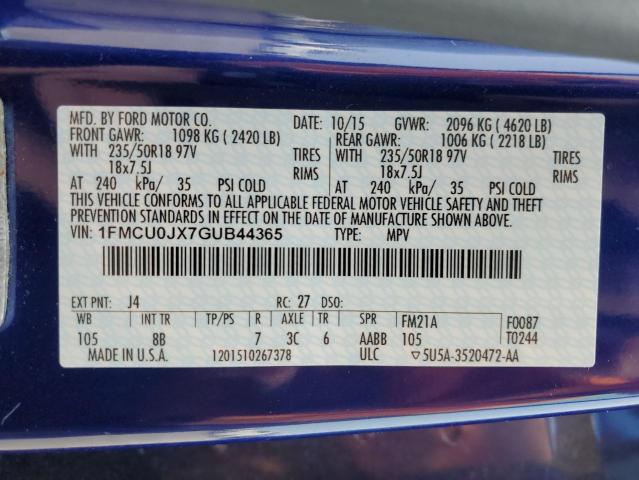 MFD. BY FORD MOTOR CO.
DATE: 10/15 GVWR: 2096 KG ( 4620 LB)
FRONT GAWR: 1098 KG ( 2420 LB) REAR GAWR: 1006 KG ( 2218 LB)
WITH 235/50R18 97V TIRES WITH 235/50R18 97V TIRES
18x7.5J RIMS 18x7.5J RIMS
AT 240 kPa/ 35 PSI COLD AT 240 kPa/ 35 PSI COLD
THIS VEHICLE CONFORMS TO ALL APPLICABLE FEDERAL MOTOR VEHICLE SAFETY AND BUMPER
STANDARDS AND THEFT PREVENTION STANDARDS IN EFFECT ON THE DATE OF MANUFACTURE SHOWN ABOVE.
VIN: 1FMCU0JX7GUB44365 TYPE: MPV
EXT PNT: J4 RC: 27 DSO:
WB INT TR TP/PS R AXLE TR SPR FM21A F0087
105 8B 7 3C 6 AABB 105 T0244
MADE IN U.S.A. 1201510267378 ULC ▽5U5A-3520472-AA